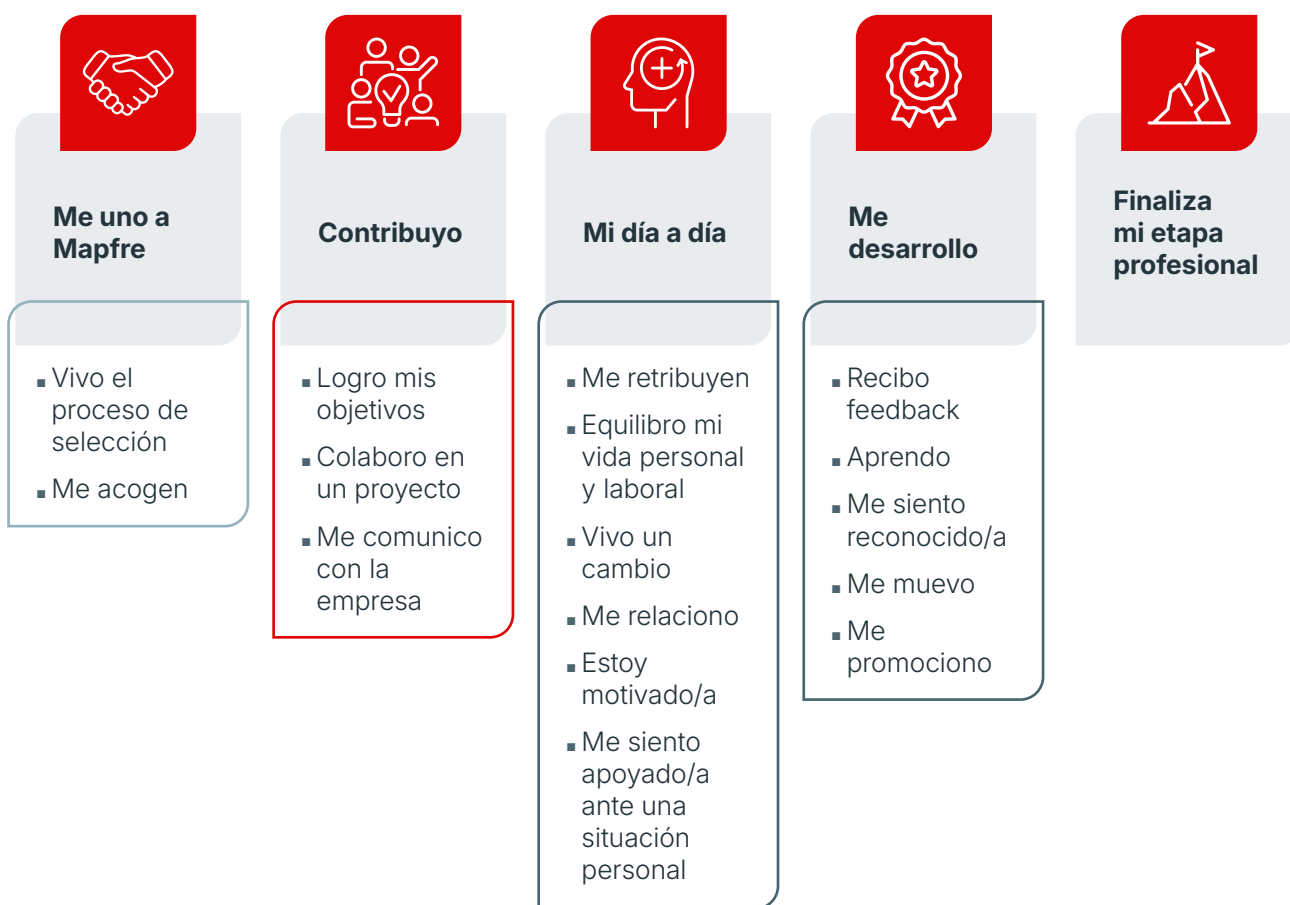 Me uno a
Mapfre
▪ Vivo el
proceso de
selección
▪ Me acogen
Contribuyo
▪ Logro mis
objetivos
▪ Colaboro en
un proyecto
▪ Me comunico
con la
empresa
Mi día a día
▪ Me retribuyen
▪ Equilibro mi
vida personal
y laboral
▪ Vivo un
cambio
▪ Me relaciono
▪ Estoy
motivado/a
▪ Me siento
apoyado/a
ante una
situación
personal
Me
desarrollo
▪ Recibo
feedback
▪ Aprendo
▪ Me siento
reconocido/a
▪ Me muevo
▪ Me
promociono
Finaliza
mi etapa
profesional